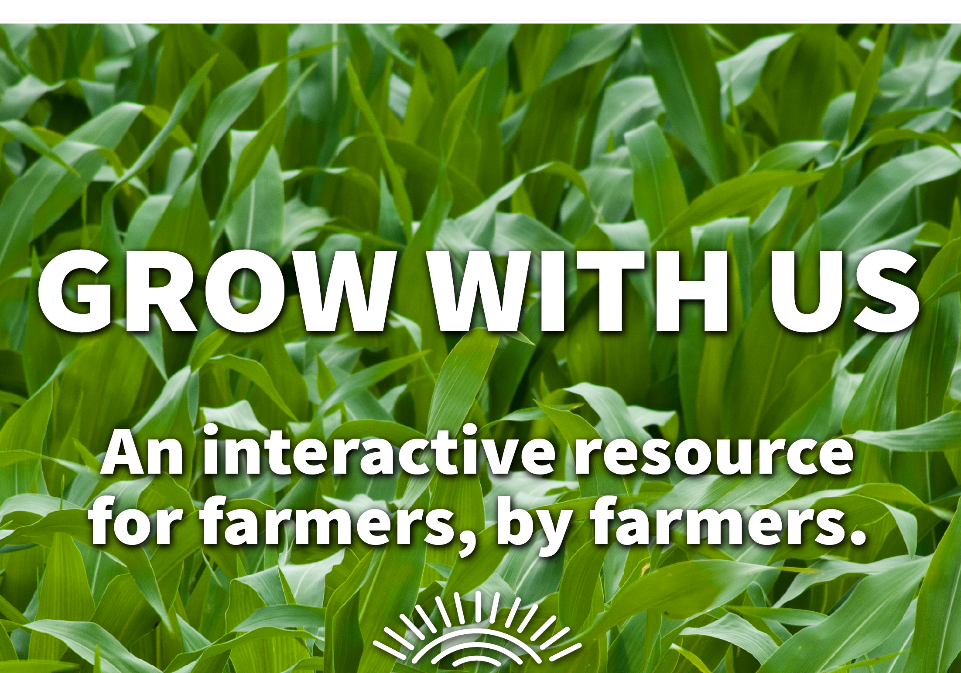 GROW WITH US
An interactive resource
for farmers, by farmers.